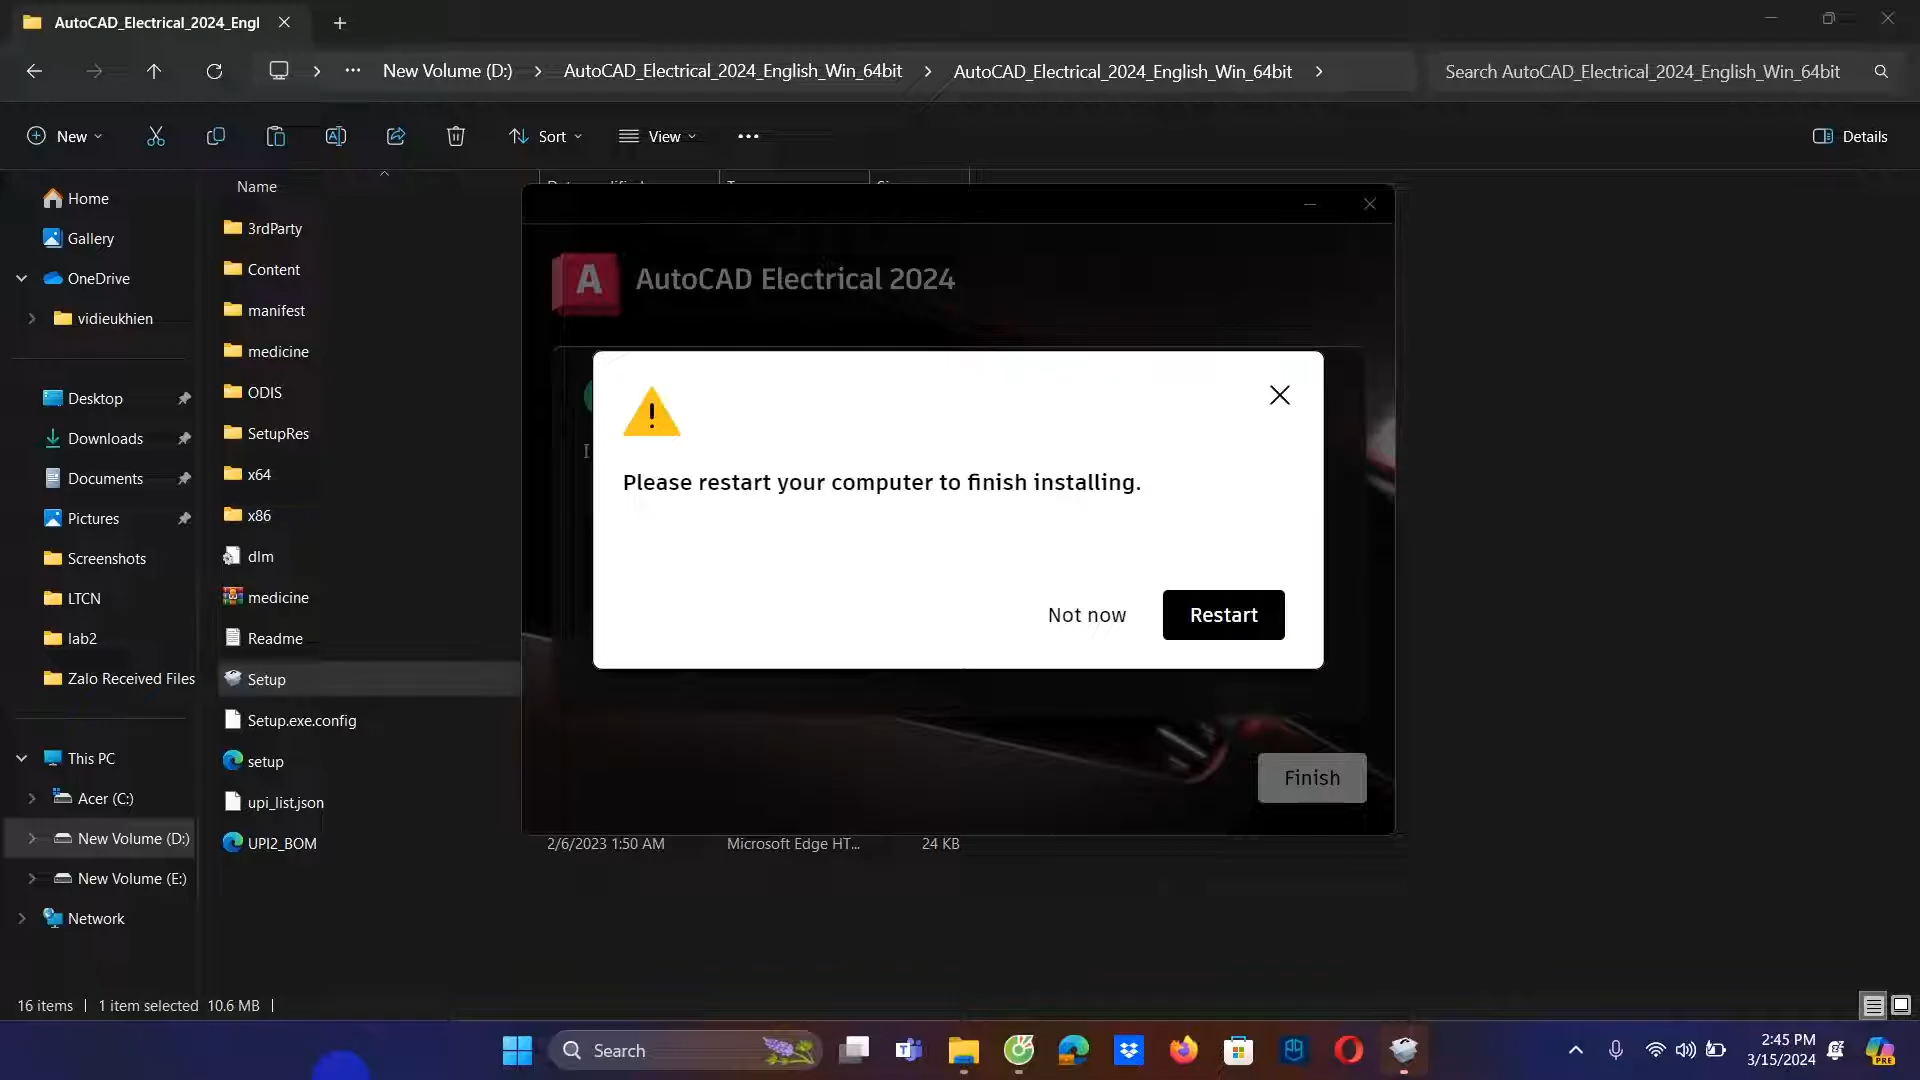 AutoCAD_Electrical_2024_Engl
New Volume (D:)
AutoCAD_Electrical_2024_English_Win_64bit
AutoCAD_Electrical_2024_English_Win_64bit
Search AutoCAD_Electrical_2024_English_Win_64bit
New
Sort
View
Details
Home
Gallery
OneDrive
vidieukhien
Desktop
Downloads
Documents
Pictures
Screenshots
LTCN
lab2
Zalo Received Files
This PC
Acer (C:)
New Volume (D:)
New Volume (E:)
Network
Name
3rdParty
Content
manifest
medicine
ODIS
SetupRes
x64
x86
dlm
medicine
Readme
Setup
Setup.exe.config
setup
upi_list.json
UPI2_BOM
2/6/2023 1:50 AM
Microsoft Edge HT...
24 KB
AutoCAD Electrical 2024
Please restart your computer to finish installing.
Not now
Restart
Finish
16 items
1 item selected 10.6 MB
Search
2:45 PM
3/15/2024
PRE